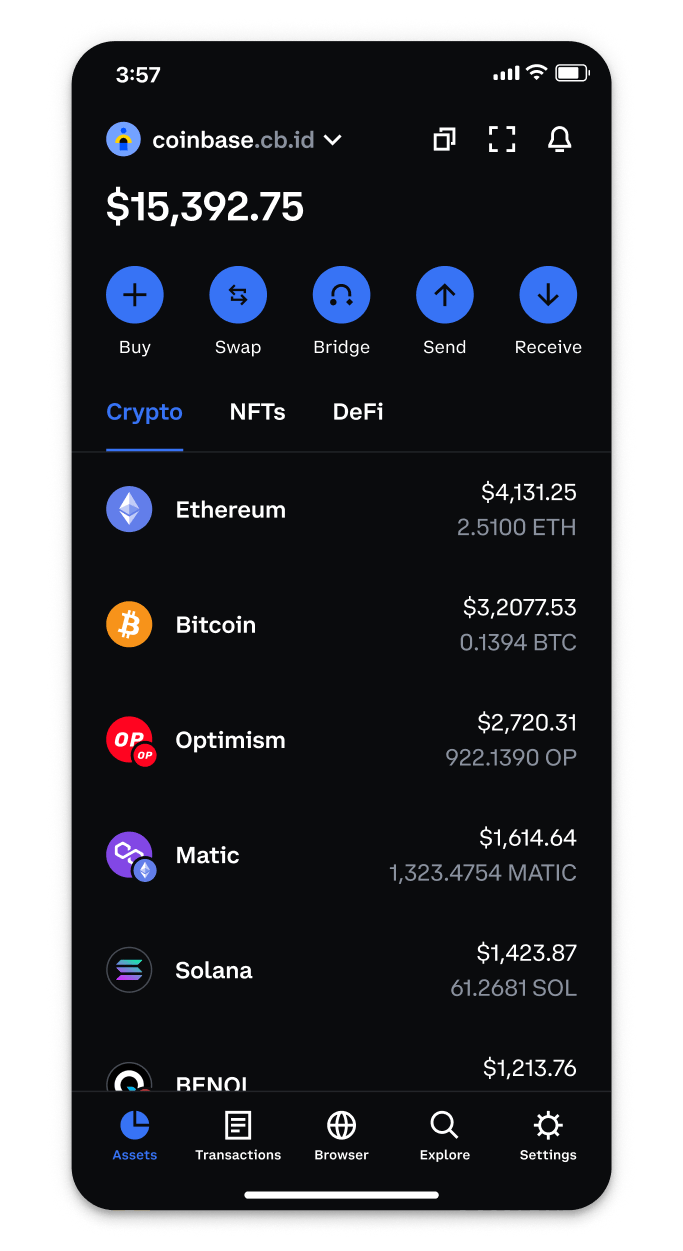 3:57
coinbase.cb.id
$15,392.75
Buy Swap Bridge Send Receive
Crypto NFTs DeFi
Ethereum $4,131.25
2.5100 ETH
Bitcoin $3,2077.53
0.1394 BTC
OP OP Optimism $2,720.31
922.1390 OP
Matic $1,614.64
1,323.4754 MATIC
Solana $1,423.87
61.2681 SOL
$1,213.76
Assets Transactions Browser Explore Settings